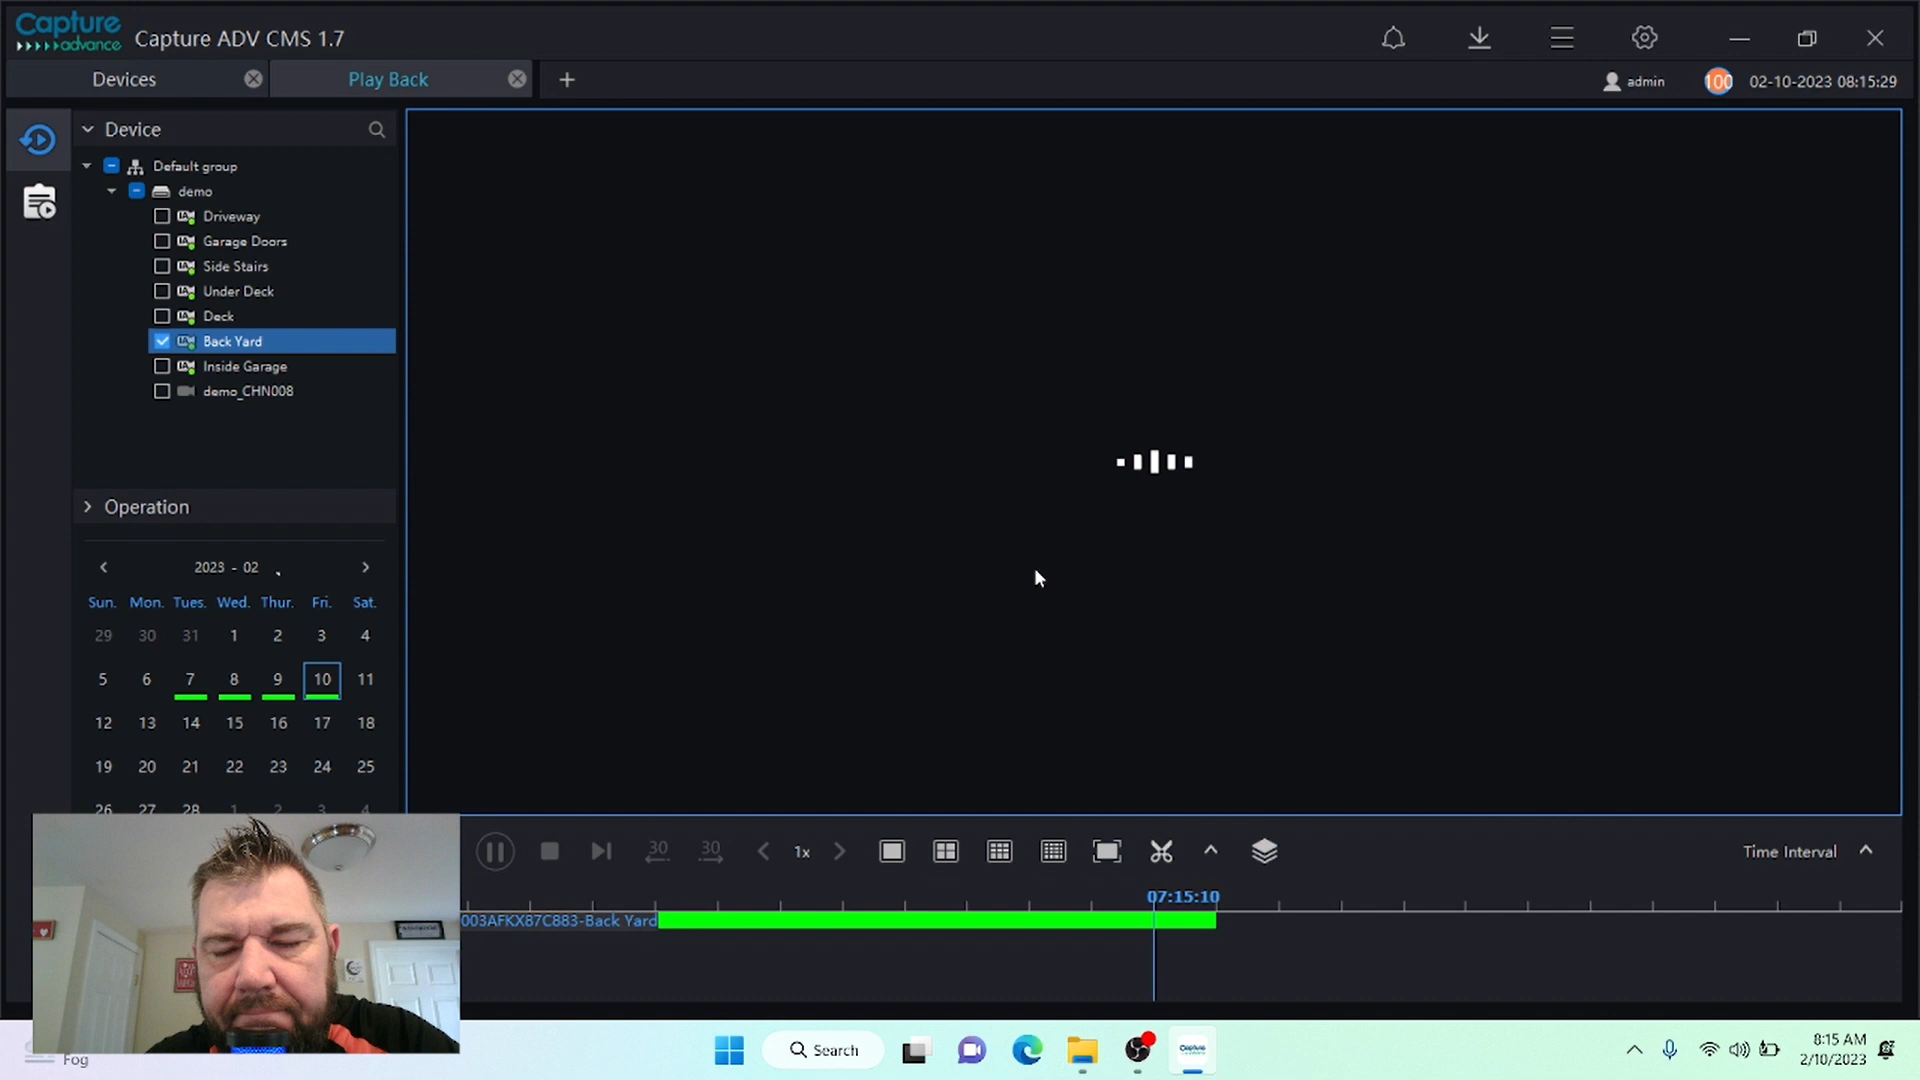 Capture
advance
Capture ADV CMS 1.7
Devices
Play Back
admin
100
02-10-2023 08:15:29
Device
Default group
demo
Driveway
Garage Doors
Side Stairs
Under Deck
Deck
Back Yard
Inside Garage
demo_CHN008
Operation
2023 - 02
Sun. Mon. Tues. Wed. Thur. Fri. Sat.
29 30 31 1 2 3 4
5 6 7 8 9 10 11
12 13 14 15 16 17 18
19 20 21 22 23 24 25
26 27 28 1 2 3 4
30
30
1x
Time Interval
07:15:10
003AFKX87C883-Back Yard
Fog
Search
Capture
8:15 AM
2/10/2023